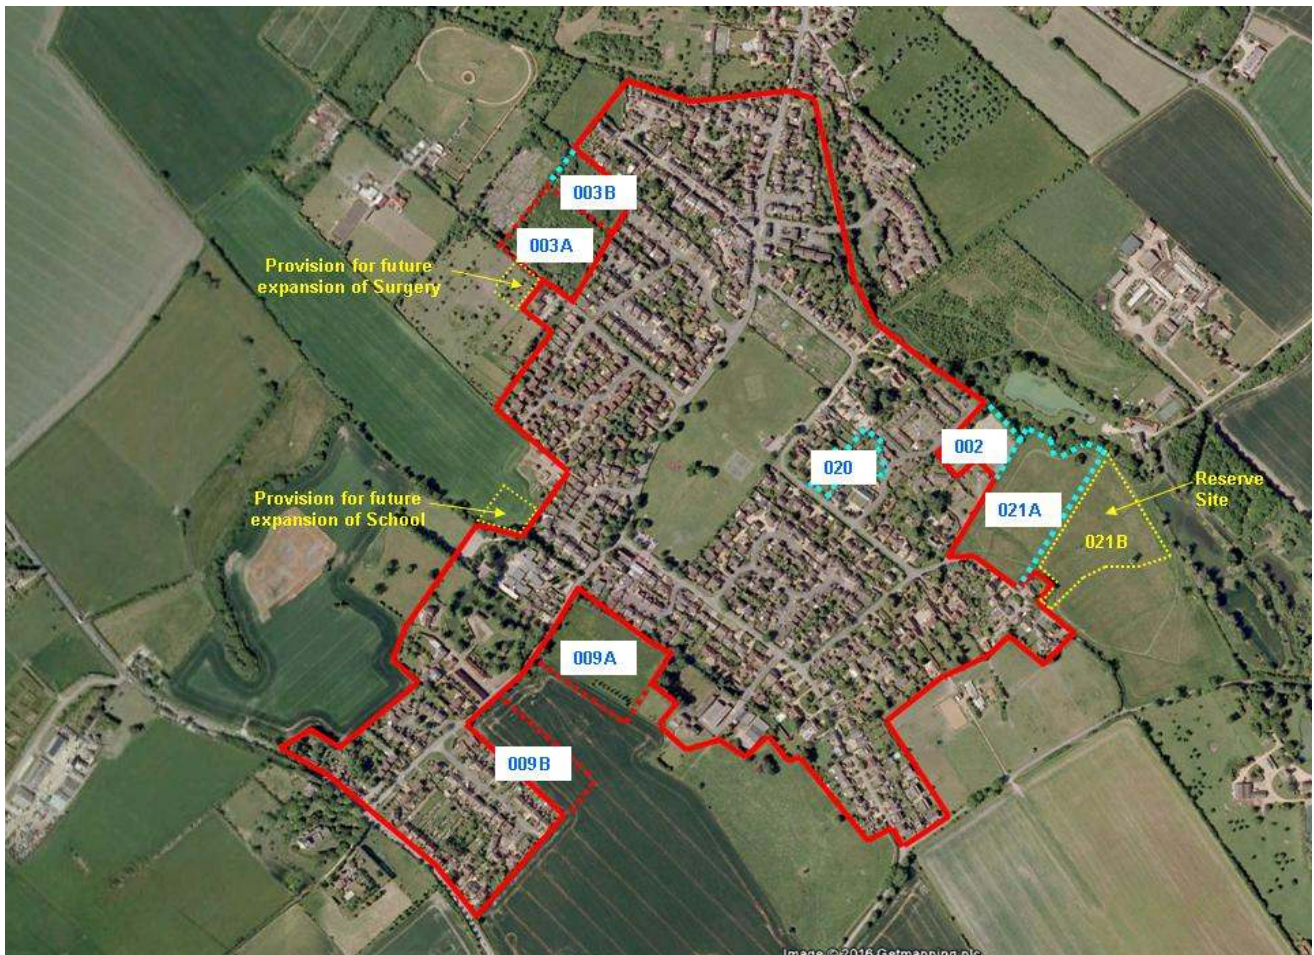 003B
003A
Provision for future
expansion of Surgery
002
020
Reserve
Site
Provision for future
expansion of School
021A
021B
009A
009B
Image © 2016 Getmapping plc